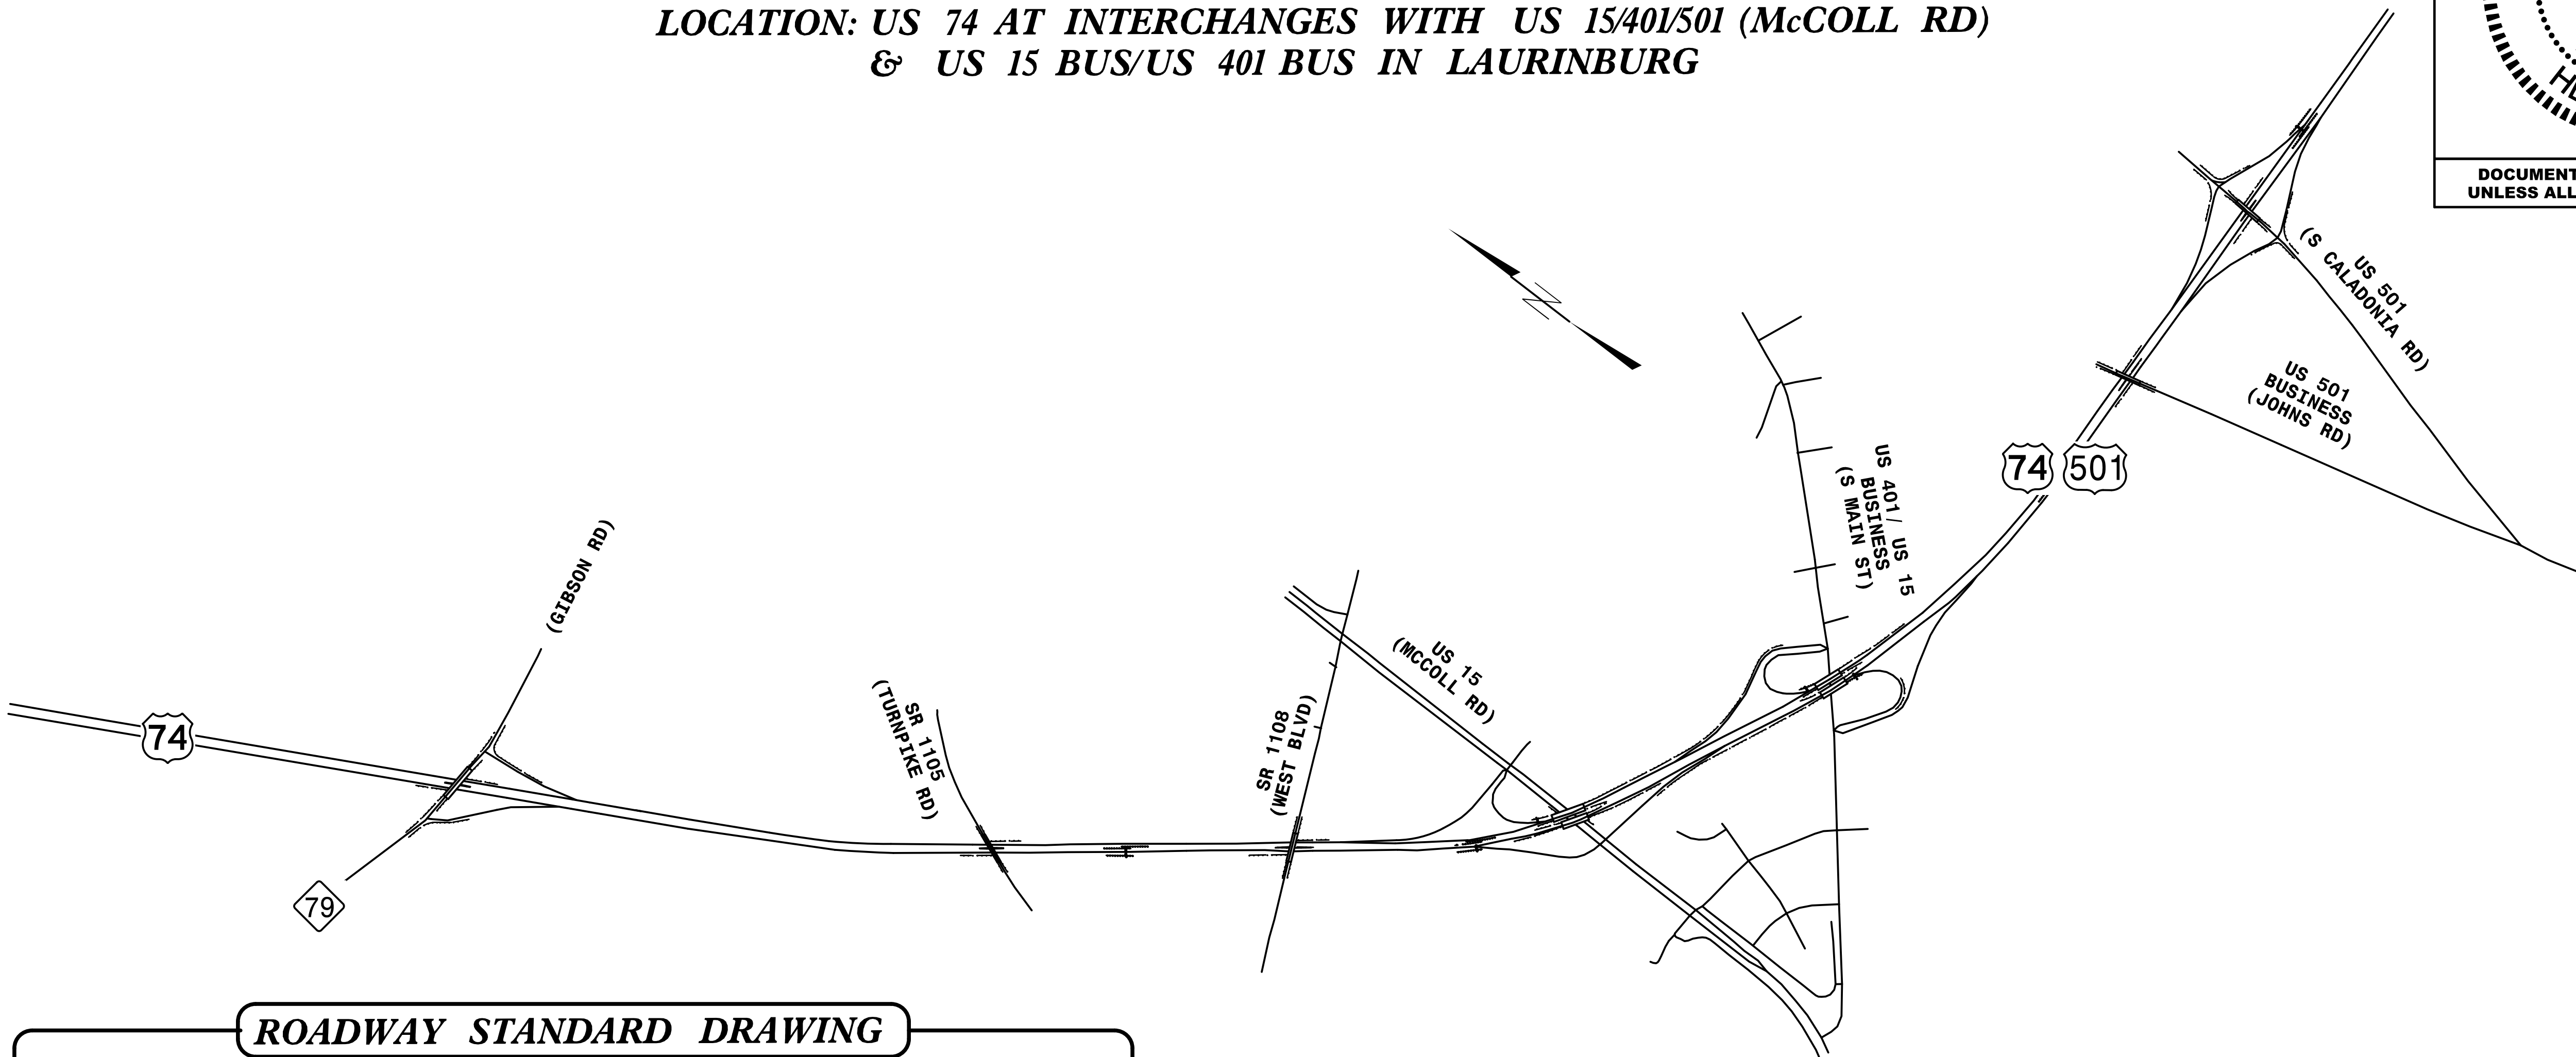 LOCATION: US 74 AT INTERCHANGES WITH US 15/401/501 (McCOLL RD)
& US 15 BUS/US 401 BUS IN LAURINBURG
DOCUMENT
UNLESS ALL
N
US 501
(S CALADONIA RD)
US 501
BUSINESS
(JOHNS RD)
74 501
US 401/ US 15
BUSINESS
(S MAIN ST)
(GIBSON RD)
US 15
(MCCOLL RD)
SR 1105
(TURNPIKE RD)
SR 1108
(WEST BLVD)
74
79
ROADWAY STANDARD DRAWING